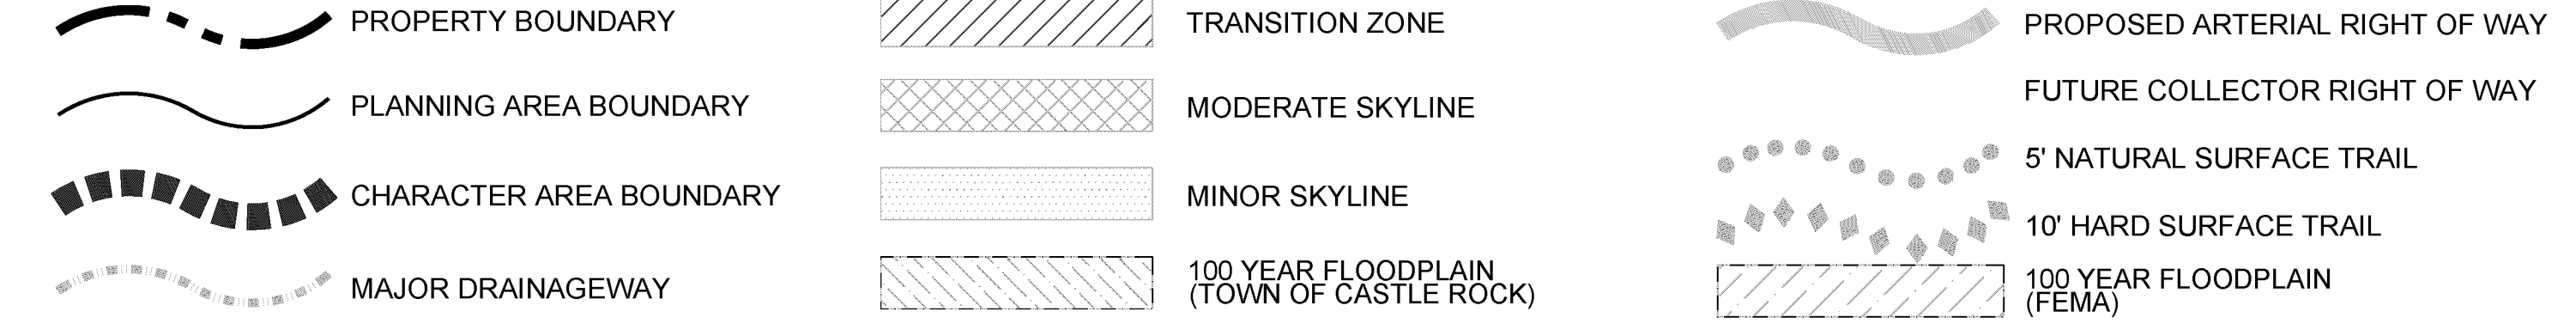 PROPERTY BOUNDARY
PLANNING AREA BOUNDARY
CHARACTER AREA BOUNDARY
MAJOR DRAINAGEWAY
TRANSITION ZONE
MODERATE SKYLINE
MINOR SKYLINE
100 YEAR FLOODPLAIN
(TOWN OF CASTLE ROCK)
PROPOSED ARTERIAL RIGHT OF WAY
FUTURE COLLECTOR RIGHT OF WAY
5' NATURAL SURFACE TRAIL
10' HARD SURFACE TRAIL
100 YEAR FLOODPLAIN
(FEMA)